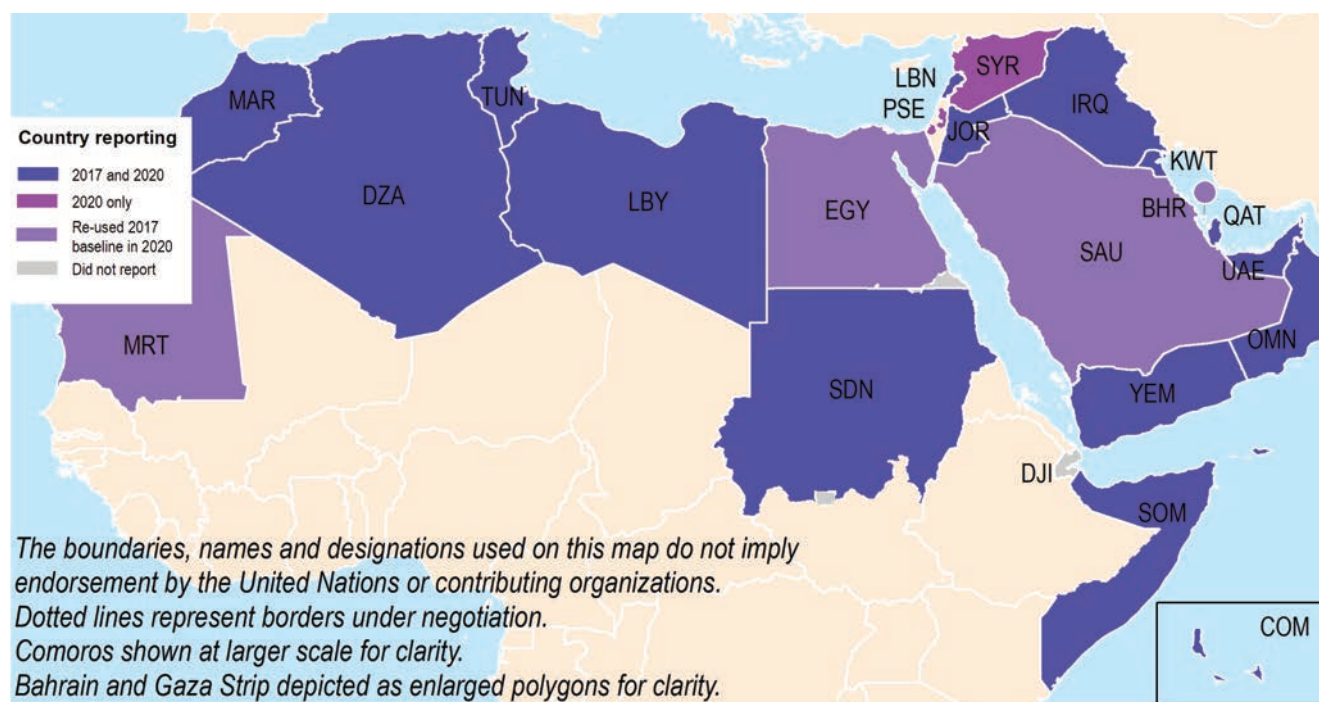 LBN
SYR
PSE
MAR
TUN
IRQ
JOR
Country reporting
2017 and 2020
2020 only
Re-used 2017
baseline in 2020
Did not report
KWT
DZA
LBY
EGY
BHR
QAT
SAU
UAE
MRT
OMN
SDN
YEM
DJI
SOM
The boundaries, names and designations used on this map do not imply
endorsement by the United Nations or contributing organizations.
Dotted lines represent borders under negotiation.
Comoros shown at larger scale for clarity.
Bahrain and Gaza Strip depicted as enlarged polygons for clarity.
COM